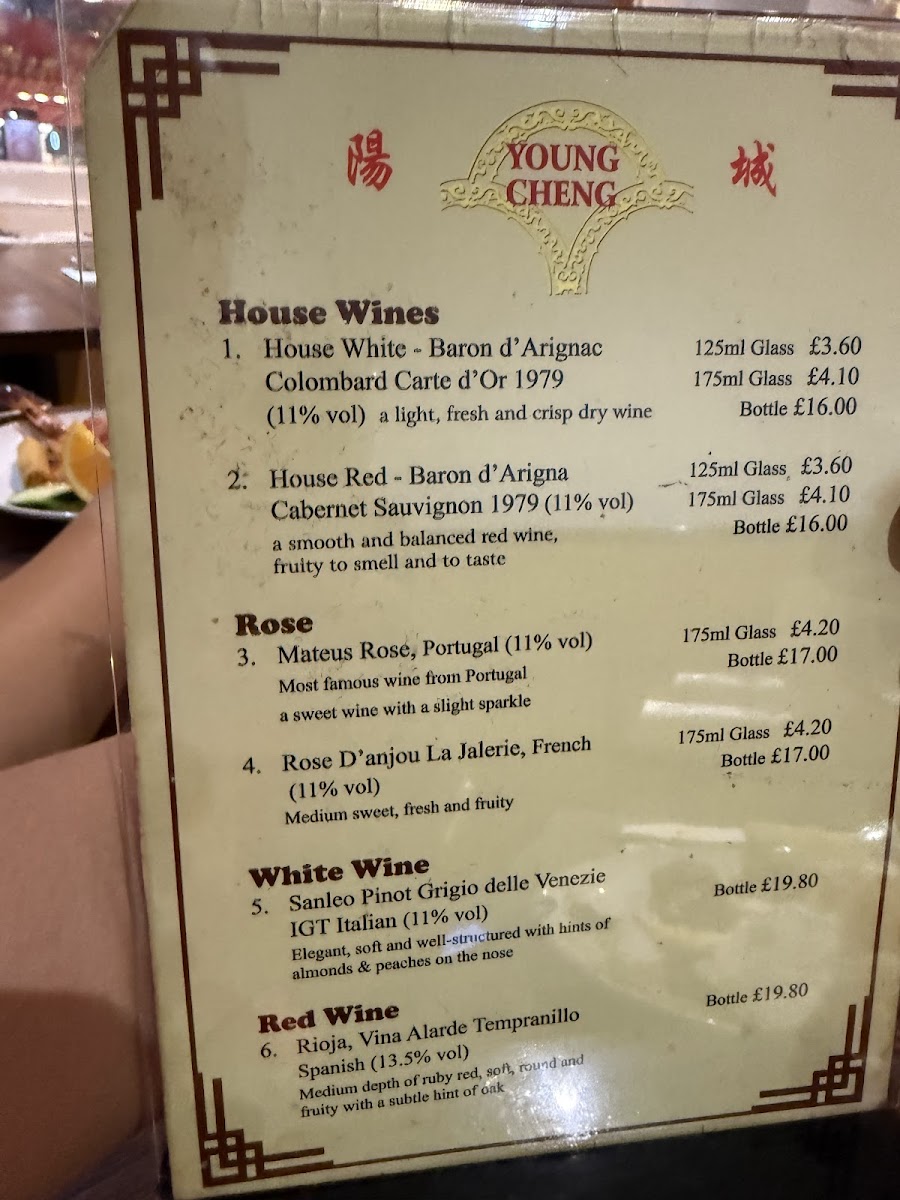 陽 YOUNG CHENG 城
House Wines
1. House White - Baron d'Arignac 125ml Glass £3.60
Colombard Carte d'Or 1979 175ml Glass £4.10
(11% vol) a light, fresh and crisp dry wine Bottle £16.00
2. House Red - Baron d'Arigna 125ml Glass £3.60
Cabernet Sauvignon 1979 (11% vol) 175ml Glass £4.10
a smooth and balanced red wine, Bottle £16.00
fruity to smell and to taste
Rose
3. Mateus Rose, Portugal (11% vol) 175ml Glass £4.20
Most famous wine from Portugal Bottle £17.00
a sweet wine with a slight sparkle
4. Rose D'anjou La Jalerie, French 175ml Glass £4.20
(11% vol) Bottle £17.00
Medium sweet, fresh and fruity
White Wine
5. Sanleo Pinot Grigio delle Venezie Bottle £19.80
IGT Italian (11% vol)
Elegant, soft and well-structured with hints of
almonds & peaches on the nose
Red Wine
6. Rioja, Vina Alarde Tempranillo Bottle £19.80
Spanish (13.5% vol)
Medium depth of ruby red, soft, round and
fruity with a subtle hint of oak